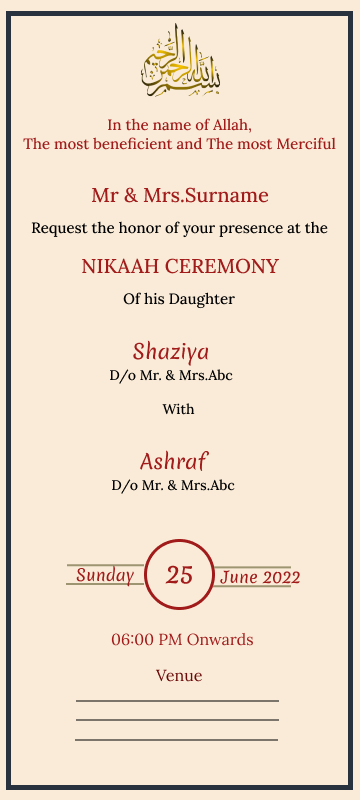 بسم الله الرحمن الرحيم
In the name of Allah,
The most beneficient and The most Merciful
Mr & Mrs.Surname
Request the honor of your presence at the
NIKAAH CEREMONY
Of his Daughter
Shaziya
D/o Mr. & Mrs.Abc
With
Ashraf
D/o Mr. & Mrs.Abc
Sunday 25 June 2022
06:00 PM Onwards
Venue